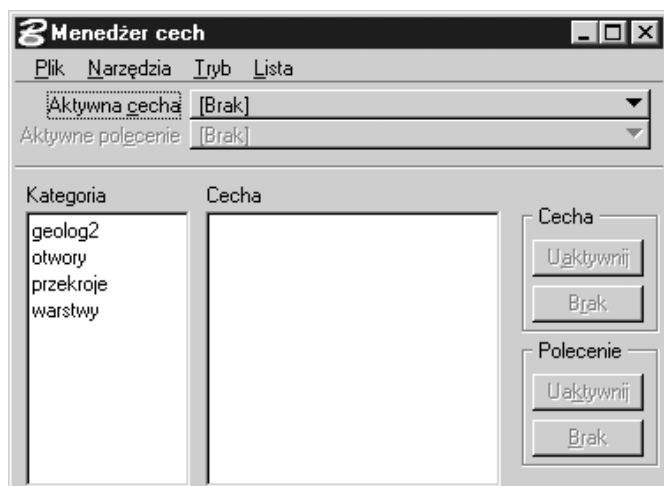 Menedżer cech
Plik Narzędzia Tryb Lista
Aktywna cecha [Brak]
Aktywne polecenie [Brak]
Kategoria Cecha
geolog2
otwory
przekroje
warstwy
Cecha
Uaktywnij
Brak
Polecenie
Uaktywnij
Brak